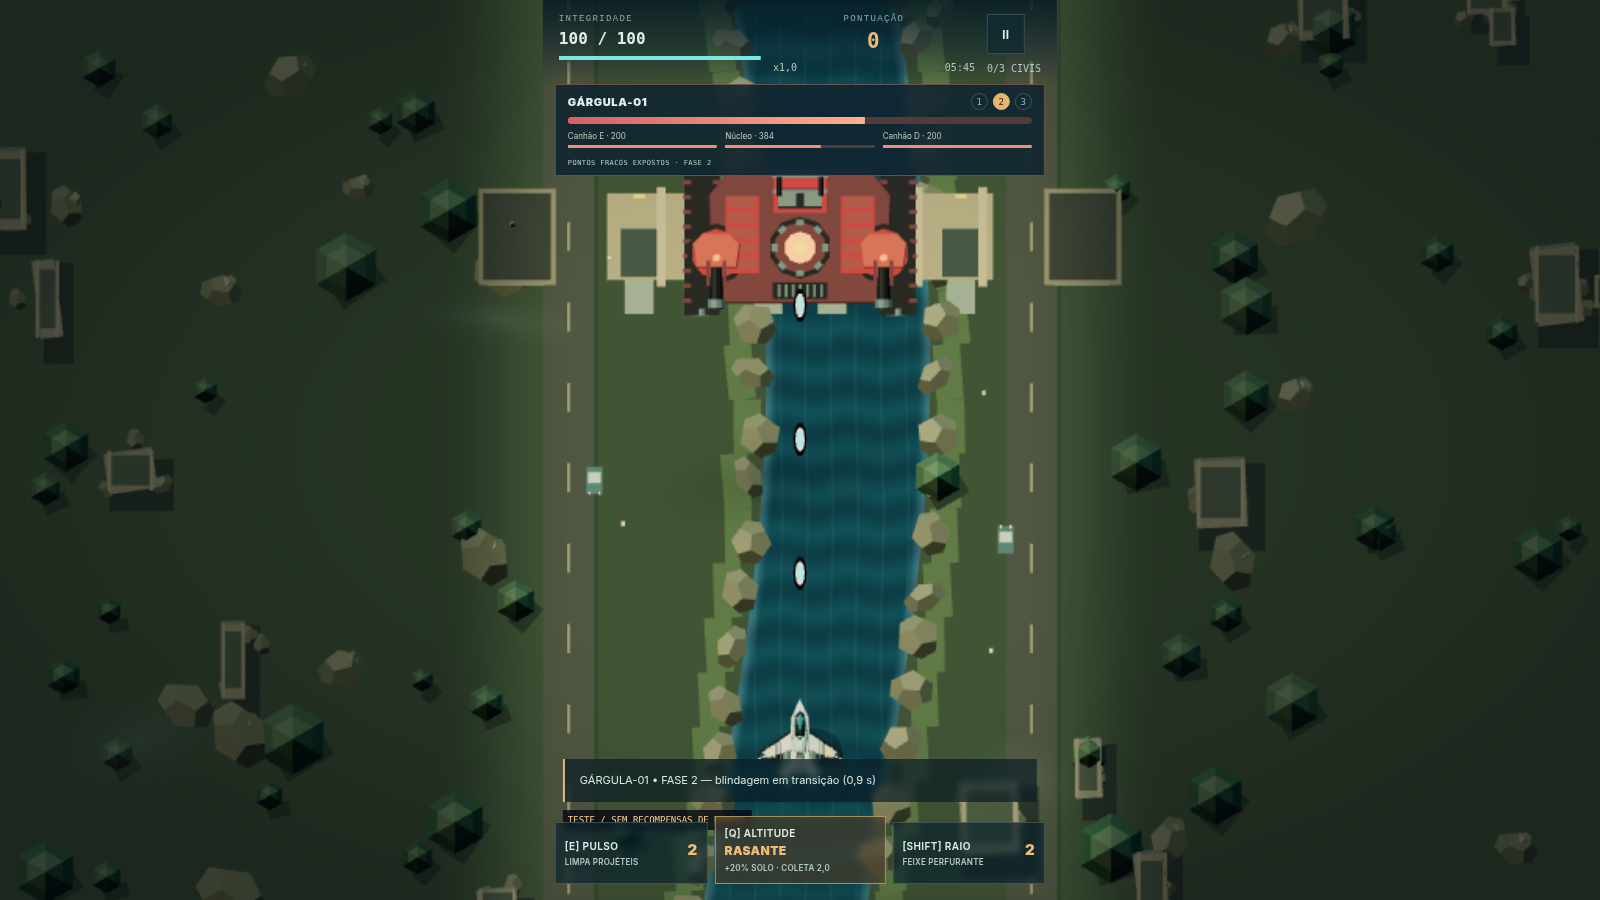 INTEGRIDADE
100 / 100
x1,0
PONTUAÇÃO
0
II
05:45 0/3 CIVIS
GÁRGULA-01
1 2 3
Canhão E · 200
Núcleo · 384
Canhão D · 200
PONTOS FRACOS EXPOSTOS · FASE 2
GÁRGULA-01 • FASE 2 — blindagem em transição (0,9 s)
TESTE / SEM RECOMPENSAS DE
[E] PULSO
LIMPA PROJÉTEIS
2
[Q] ALTITUDE
RASANTE
+20% SOLO · COLETA 2,0
[SHIFT] RAIO
FEIXE PERFURANTE
2